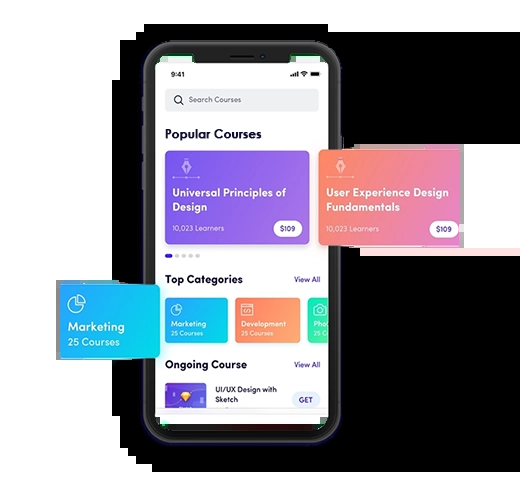 9:41
Search Courses
Popular Courses
Universal Principles of
Design
10,023 Learners
$109
User Experience Design
Fundamentals
10,023 Learners
$109
Top Categories
View All
Marketing
25 Courses
Marketing
25 Courses
Development
25 Courses
Pho
25 C
Ongoing Course
View All
UI/UX Design with
Sketch
GET